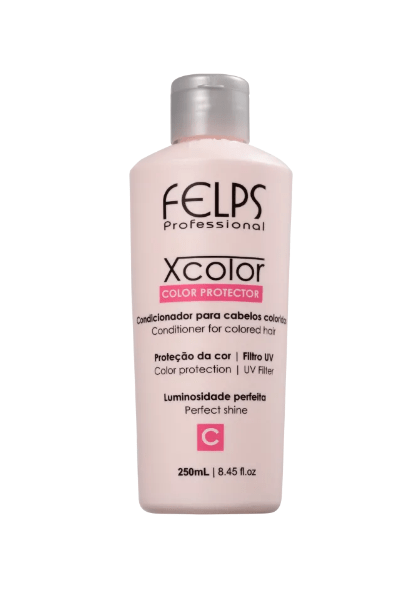 FELPS
Professional
Xcolor
COLOR PROTECTOR
Condicionador para cabelos coloridos
Conditioner for colored hair
Proteção da cor | Filtro UV
Color protection | UV Filter
Luminosidade perfeita
Perfect shine
C
250mL | 8.45 fl.oz